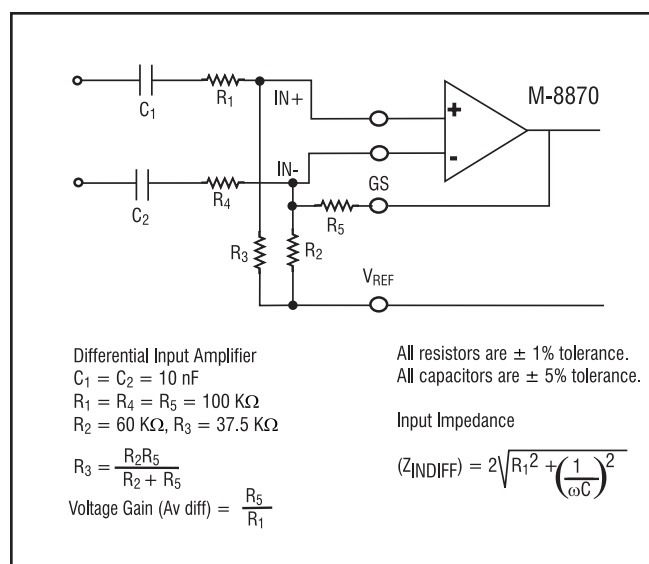 M-8870
C1
R1
IN+
+
IN-
-
C2
R4
GS
R5
R3
R2
VREF
Differential Input Amplifier
C1 = C2 = 10 nF
R1 = R4 = R5 = 100 KΩ
R2 = 60 KΩ, R3 = 37.5 KΩ
R3 = R2R5 / R2 + R5
Voltage Gain (Av diff) = R5 / R1
All resistors are ± 1% tolerance.
All capacitors are ± 5% tolerance.
Input Impedance
(ZINDIFF) = 2√R1² + (1/ωC)²